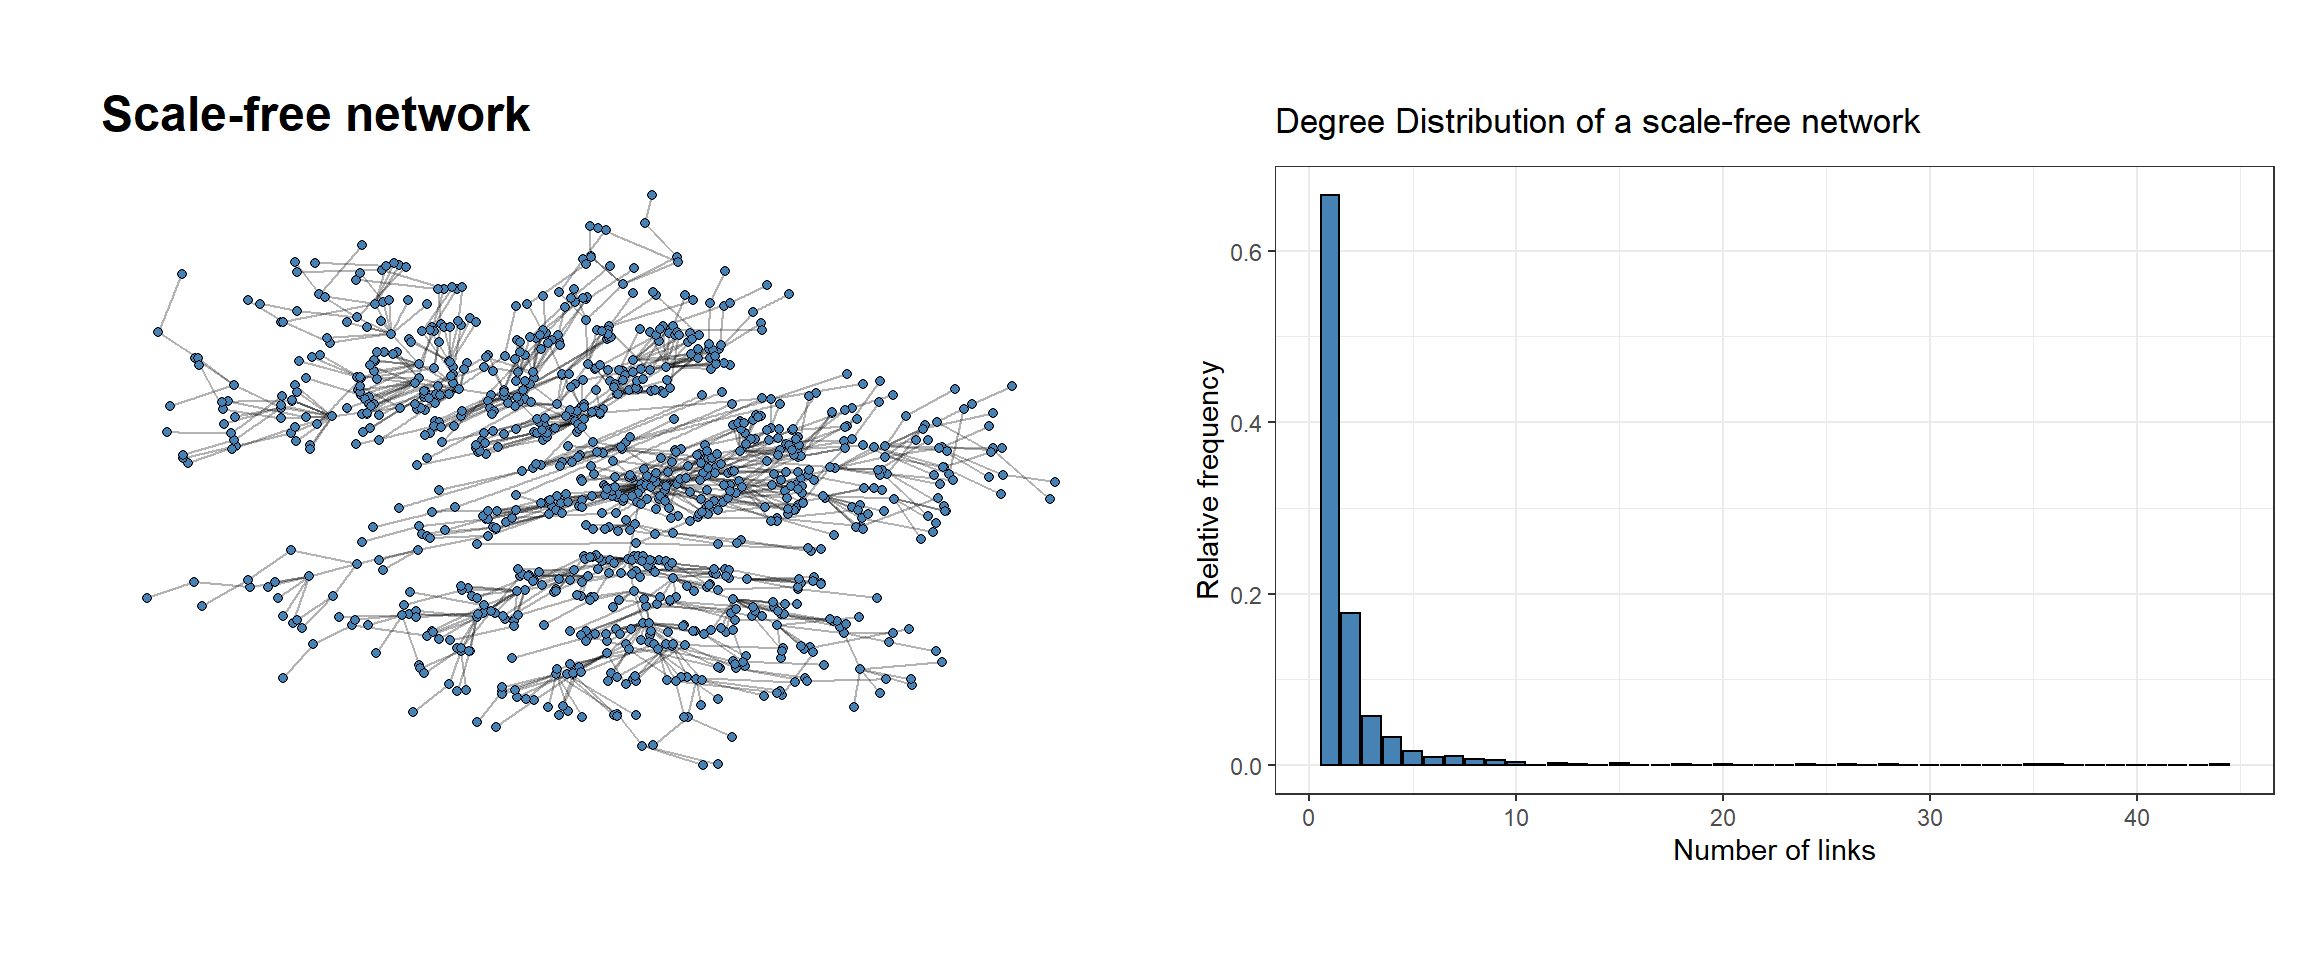 Scale-free network
Degree Distribution of a scale-free network
Relative frequency
0.6
0.4
0.2
0.0
0 10 20 30 40
Number of links